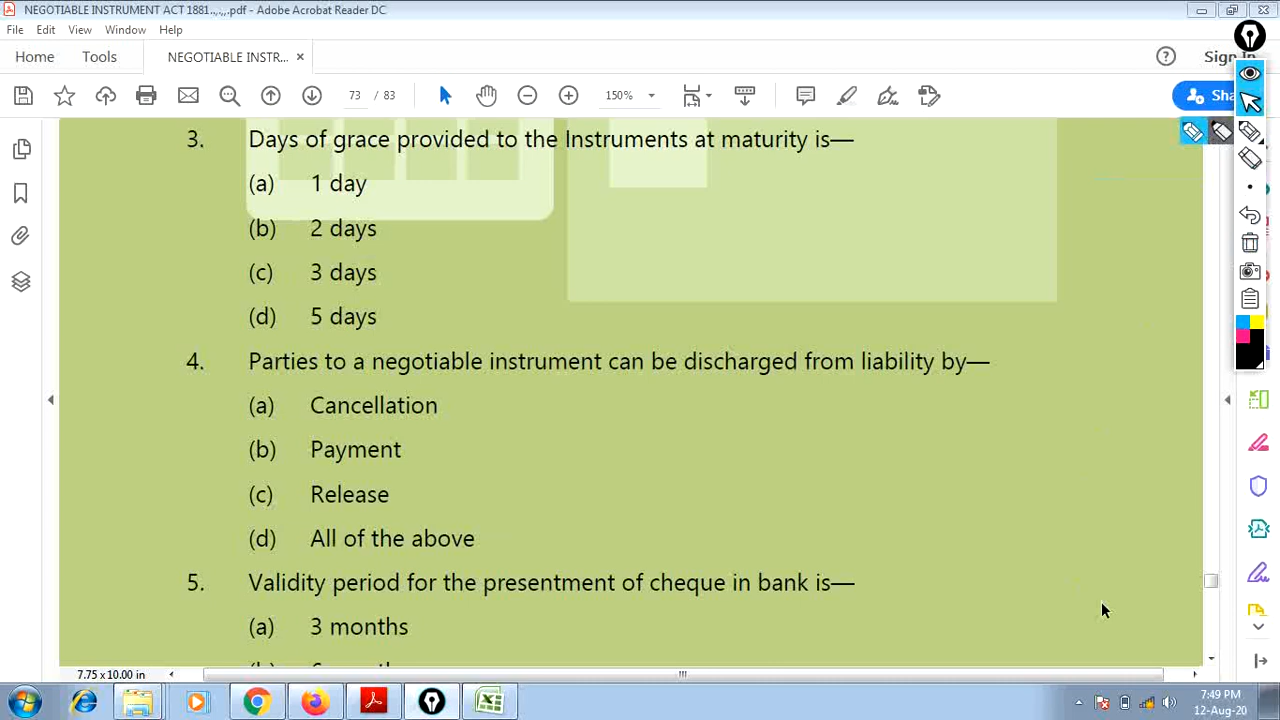 NEGOTIABLE INSTRUMENT ACT 1881.,.,,.pdf - Adobe Acrobat Reader DC
File Edit View Window Help
Home Tools NEGOTIABLE INSTR... × Sign In
73 / 83 150% Sha
3. Days of grace provided to the Instruments at maturity is—
(a) 1 day
(b) 2 days
(c) 3 days
(d) 5 days
4. Parties to a negotiable instrument can be discharged from liability by—
(a) Cancellation
(b) Payment
(c) Release
(d) All of the above
5. Validity period for the presentment of cheque in bank is—
(a) 3 months
7.75 x 10.00 in
7:49 PM
12-Aug-20